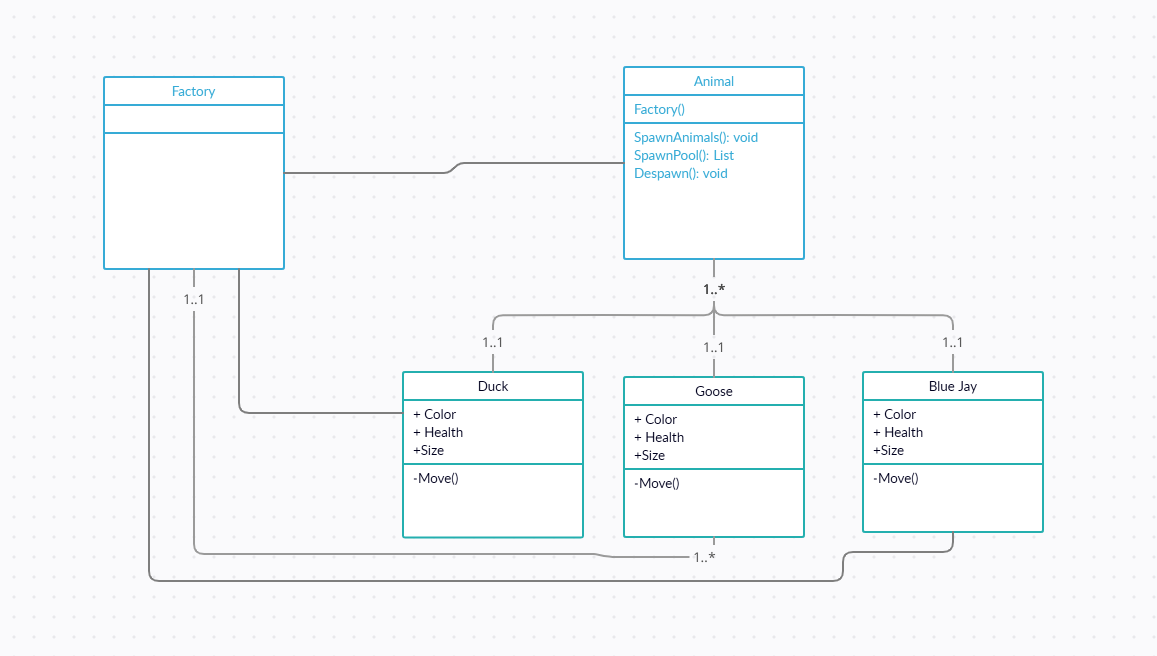 Factory
Animal
Factory()
SpawnAnimals(): void
SpawnPool(): List
Despawn(): void
1..1
1..*
1..1
1..1
1..1
Duck
+ Color
+ Health
+Size
-Move()
Goose
+ Color
+ Health
+Size
-Move()
Blue Jay
+ Color
+ Health
+Size
-Move()
1..*